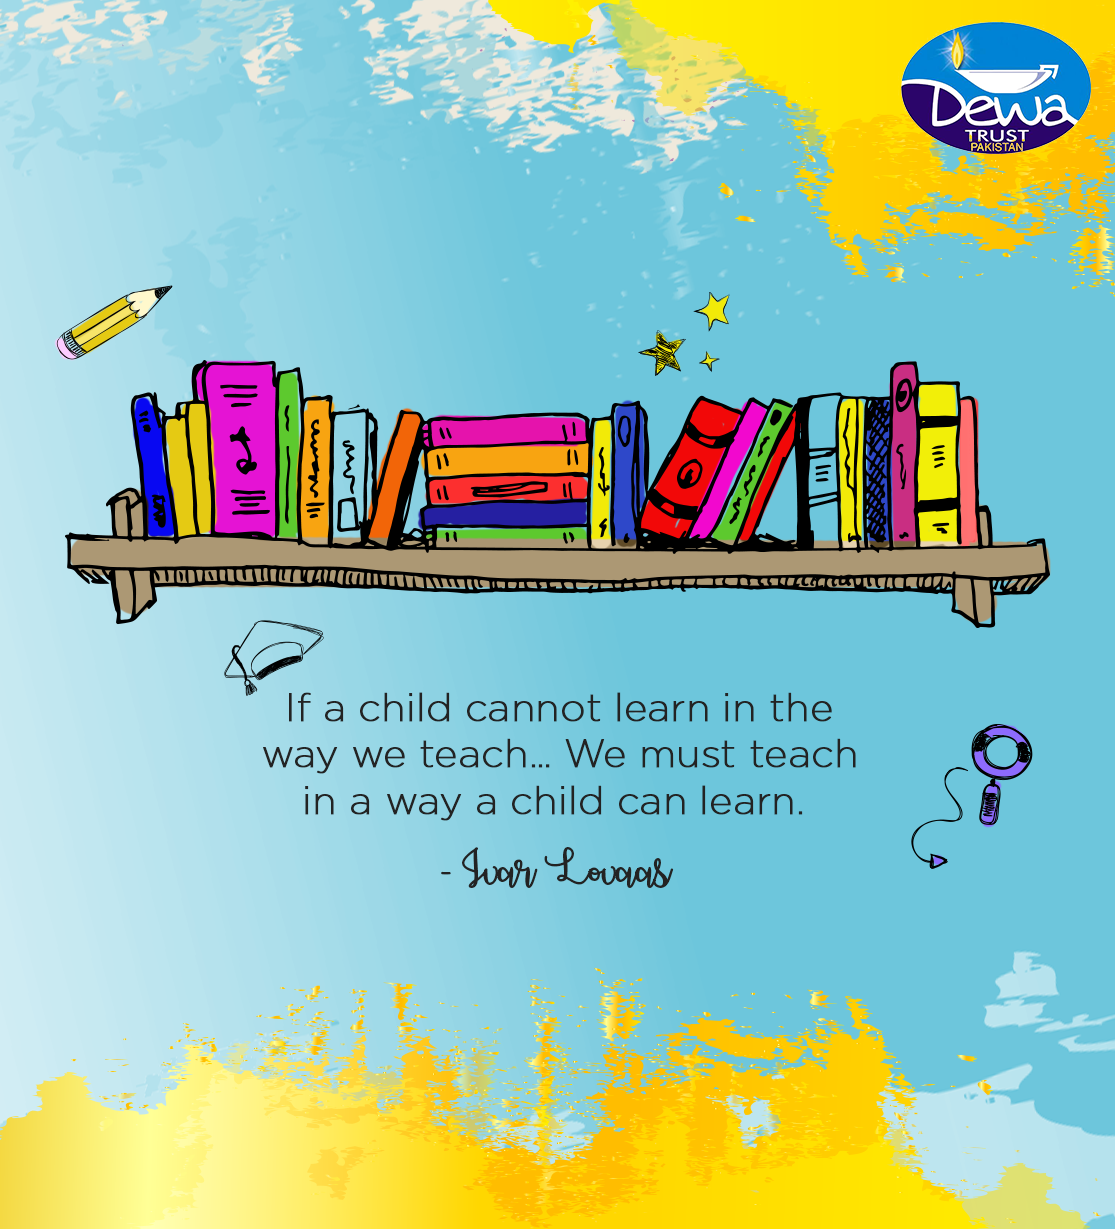 Dewa
TRUST
PAKISTAN
If a child cannot learn in the
way we teach... We must teach
in a way a child can learn.
- Ivar Lovaas